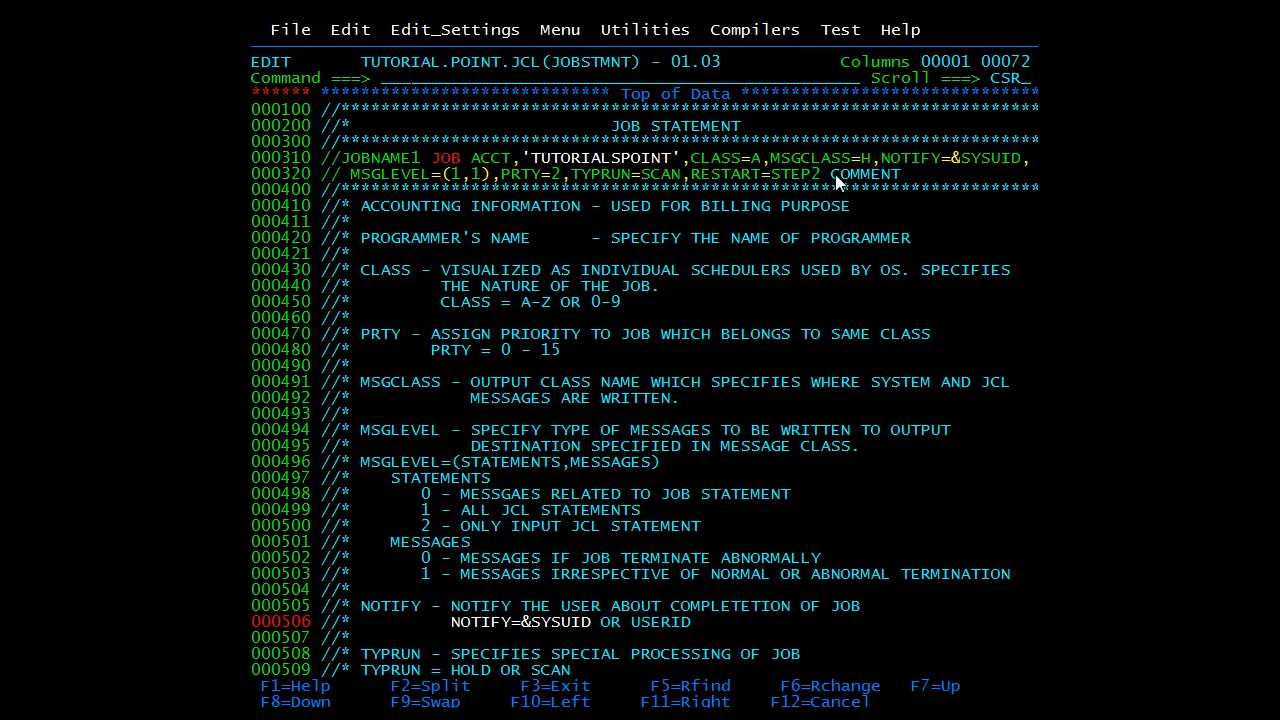 File  Edit  Edit_Settings  Menu  Utilities  Compilers  Test  Help
EDIT       TUTORIAL.POINT.JCL(JOBSTMNT) - 01.03            Columns 00001 00072
Command ===> ________________________________________________ Scroll ===> CSR_
****** ***************************** Top of Data ******************************
000100 //**********************************************************************
000200 //*                          JOB STATEMENT
000300 //**********************************************************************
000310 //JOBNAME1 JOB ACCT,'TUTORIALSPOINT',CLASS=A,MSGCLASS=H,NOTIFY=&SYSUID,
000320 // MSGLEVEL=(1,1),PRTY=2,TYPRUN=SCAN,RESTART=STEP2 COMMENT
000400 //**********************************************************************
000410 //* ACCOUNTING INFORMATION - USED FOR BILLING PURPOSE
000411 //*
000420 //* PROGRAMMER'S NAME      - SPECIFY THE NAME OF PROGRAMMER
000421 //*
000430 //* CLASS - VISUALIZED AS INDIVIDUAL SCHEDULERS USED BY OS. SPECIFIES
000440 //*         THE NATURE OF THE JOB.
000450 //*         CLASS = A-Z OR 0-9
000460 //*
000470 //* PRTY - ASSIGN PRIORITY TO JOB WHICH BELONGS TO SAME CLASS
000480 //*        PRTY = 0 - 15
000490 //*
000491 //* MSGCLASS - OUTPUT CLASS NAME WHICH SPECIFIES WHERE SYSTEM AND JCL
000492 //*            MESSAGES ARE WRITTEN.
000493 //*
000494 //* MSGLEVEL - SPECIFY TYPE OF MESSAGES TO BE WRITTEN TO OUTPUT
000495 //*            DESTINATION SPECIFIED IN MESSAGE CLASS.
000496 //* MSGLEVEL=(STATEMENTS,MESSAGES)
000497 //*    STATEMENTS
000498 //*       0 - MESSGAES RELATED TO JOB STATEMENT
000499 //*       1 - ALL JCL STATEMENTS
000500 //*       2 - ONLY INPUT JCL STATEMENT
000501 //*    MESSAGES
000502 //*       0 - MESSAGES IF JOB TERMINATE ABNORMALLY
000503 //*       1 - MESSAGES IRRESPECTIVE OF NORMAL OR ABNORMAL TERMINATION
000504 //*
000505 //* NOTIFY - NOTIFY THE USER ABOUT COMPLETETION OF JOB
000506 //*          NOTIFY=&SYSUID OR USERID
000507 //*
000508 //* TYPRUN - SPECIFIES SPECIAL PROCESSING OF JOB
000509 //* TYPRUN = HOLD OR SCAN
F1=Help      F2=Split     F3=Exit      F5=Rfind     F6=Rchange   F7=Up
F8=Down      F9=Swap     F10=Left     F11=Right    F12=Cancel